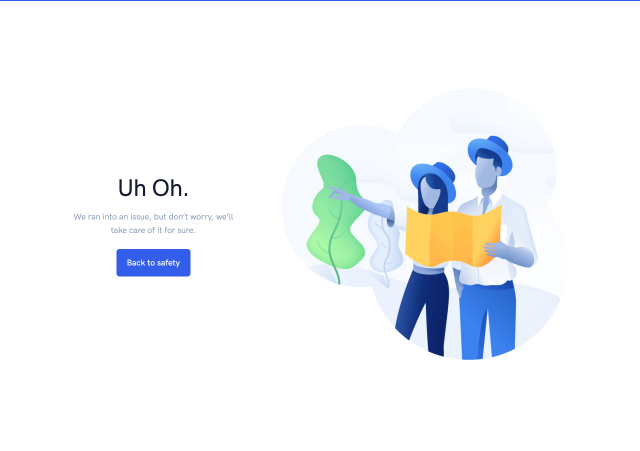 Uh Oh.
We ran into an issue, but don't worry, we'll
take care of it for sure.
Back to safety